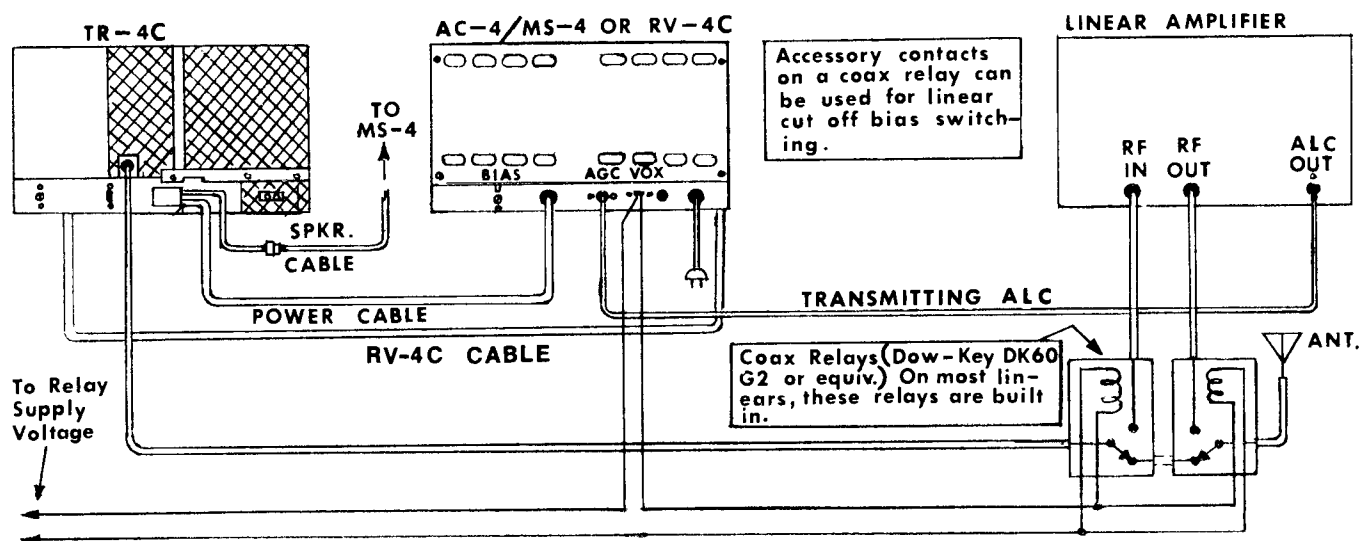 TR-4C
AC-4/MS-4 OR RV-4C
LINEAR AMPLIFIER
Accessory contacts
on a coax relay can
be used for linear
cut off bias switch-
ing.
TO
MS-4
RF
IN
RF
OUT
ALC
OUT
BIAS
AGC VOX
SPKR.
CABLE
TRANSMITTING ALC
POWER CABLE
RV-4C CABLE
Coax Relays(Dow-Key DK60
G2 or equiv.) On most lin-
ears, these relays are built
in.
ANT.
To Relay
Supply
Voltage